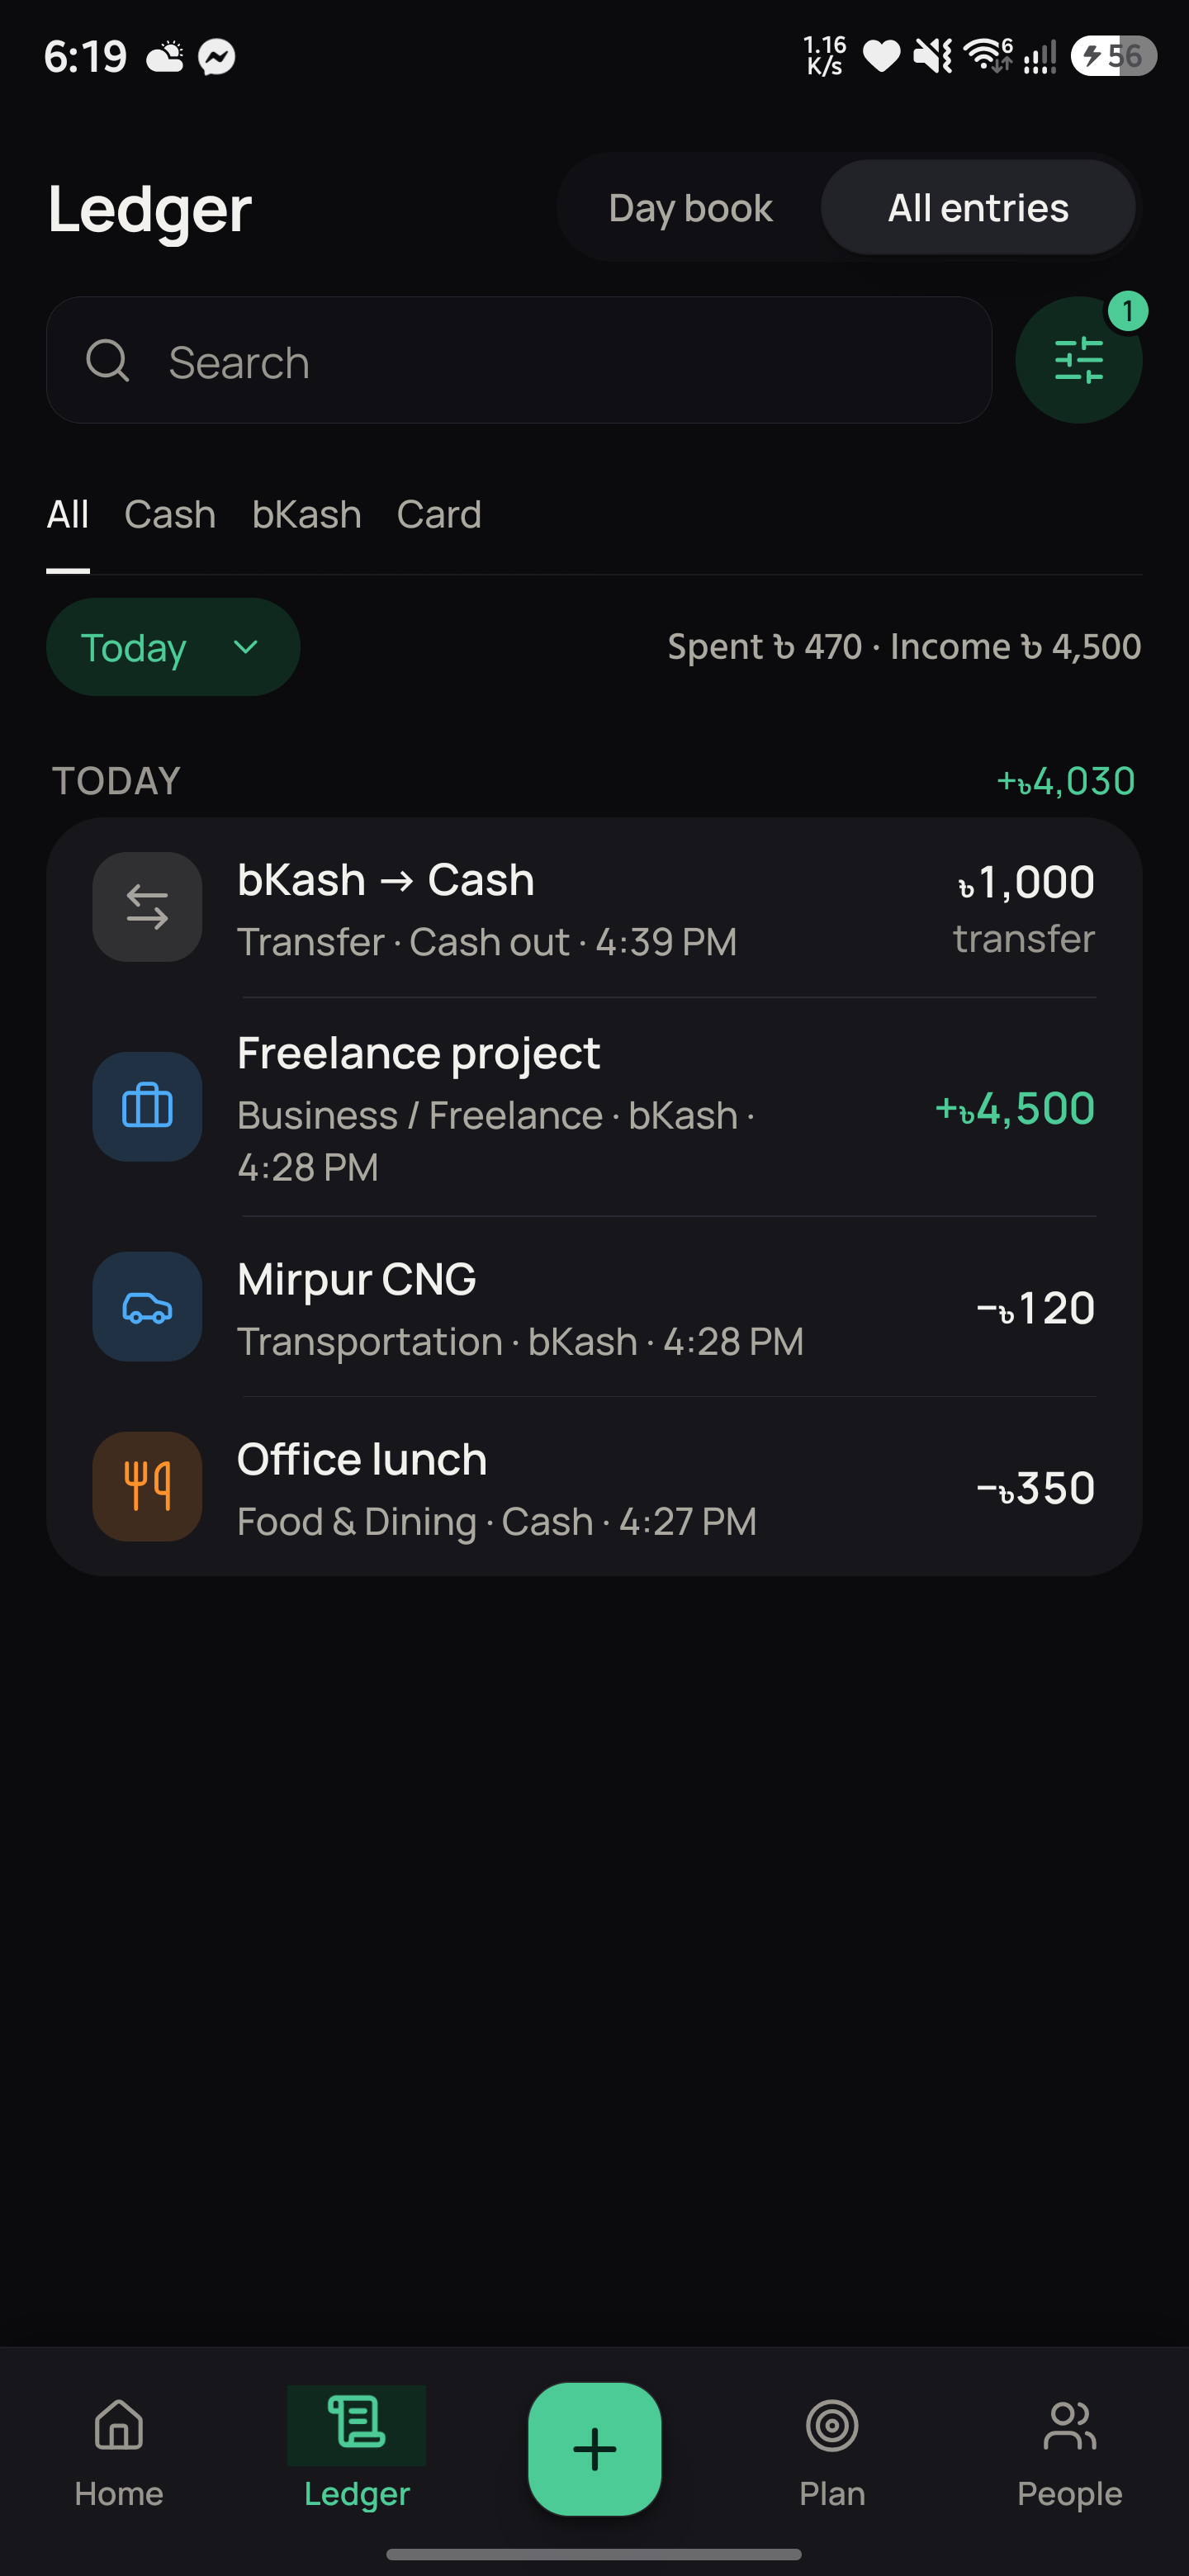 6:19
1.16
K/s
6
56
Ledger
Day book
All entries
1
Search
All
Cash
bKash
Card
Today
Spent ৳ 470 · Income ৳ 4,500
TODAY
+৳4,030
bKash → Cash
৳1,000
Transfer · Cash out · 4:39 PM
transfer
Freelance project
Business / Freelance · bKash ·
4:28 PM
+৳4,500
Mirpur CNG
Transportation · bKash · 4:28 PM
−৳120
Office lunch
Food & Dining · Cash · 4:27 PM
−৳350
Home
Ledger
Plan
People